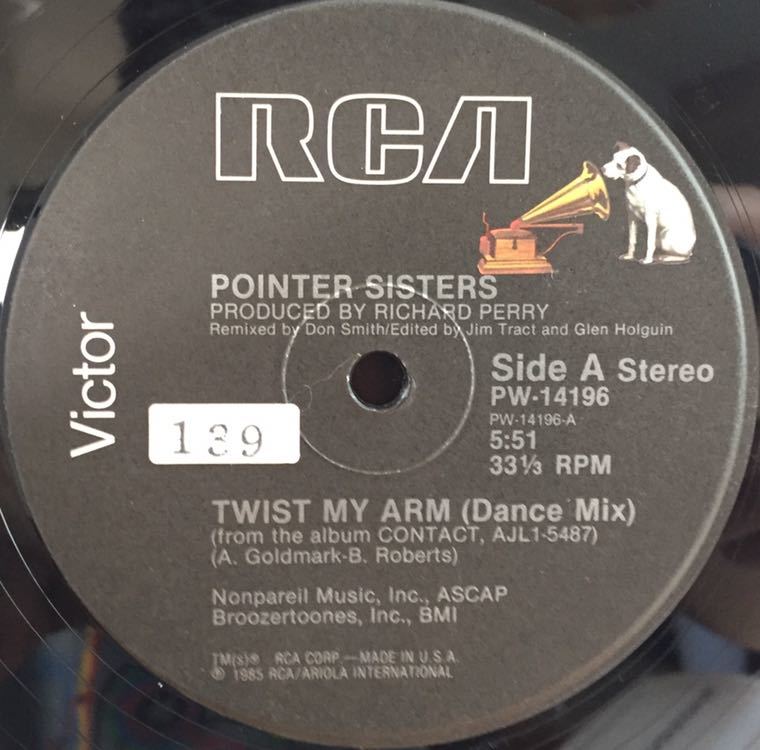 RCA
POINTER SISTERS
PRODUCED BY RICHARD PERRY
Remixed by Don Smith/Edited by Jim Tract and Glen Holguin
Victor
139
Side A Stereo
PW-14196
PW-14196-A
5:51
33⅓ RPM
TWIST MY ARM (Dance Mix)
(from the album CONTACT, AJL1-5487)
(A. Goldmark-B. Roberts)
Nonpareil Music, Inc., ASCAP
Broozertoones, Inc., BMI
TM(s)® RCA CORP.—MADE IN U.S.A.
℗ 1985 RCA/ARIOLA INTERNATIONAL